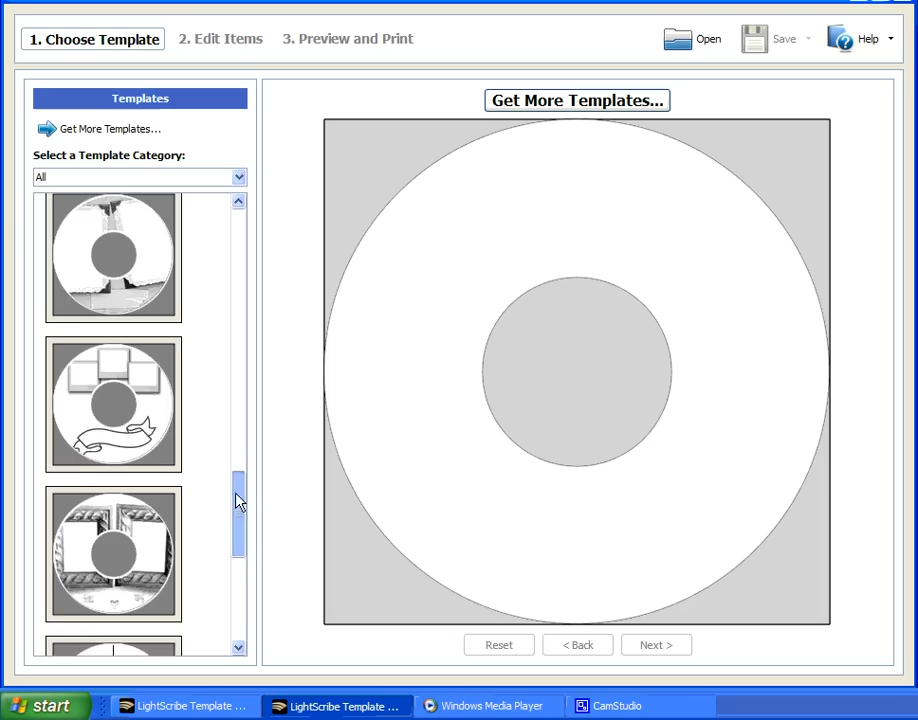 1. Choose Template
2. Edit Items
3. Preview and Print
Open
Save
Help
Templates
Get More Templates...
Get More Templates...
Select a Template Category:
All
Reset
< Back
Next >
start
LightScribe Template ...
LightScribe Template ...
Windows Media Player
CamStudio